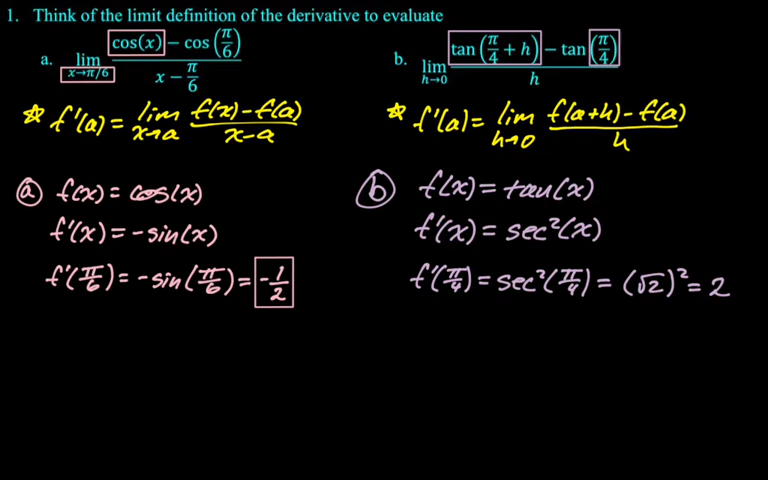 1. Think of the limit definition of the derivative to evaluate
a. lim x→π/6 (cos(x) − cos(π/6)) / (x − π/6)
b. lim h→0 (tan(π/4 + h) − tan(π/4)) / h
☆ f'(a) = lim x→a (f(x) − f(a)) / (x − a)
☆ f'(a) = lim h→0 (f(a+h) − f(a)) / h
ⓐ f(x) = cos(x)
f'(x) = −sin(x)
f'(π/6) = −sin(π/6) = −1/2
ⓑ f(x) = tan(x)
f'(x) = sec²(x)
f'(π/4) = sec²(π/4) = (√2)² = 2